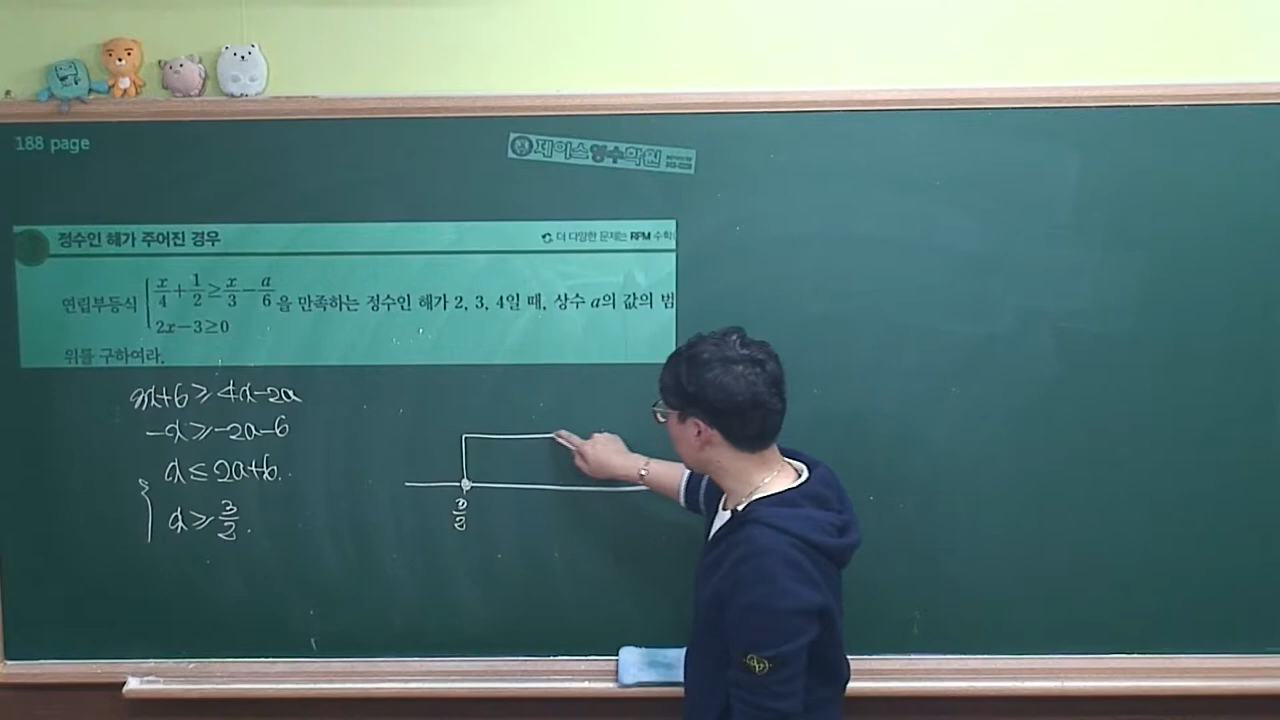 188 page
제이스영수학원
정수인 해가 주어진 경우
더 다양한 문제는 RPM 수학
연립부등식 { x/4 + 1/2 ≥ x/3 − a/6 을 만족하는 정수인 해가 2, 3, 4일 때, 상수 a의 값의 범
2x−3≥0
위를 구하여라.
3x+6≥4x-2a
-x≥-2a-6
x≤2a+6.
x≥3/2.
3/2